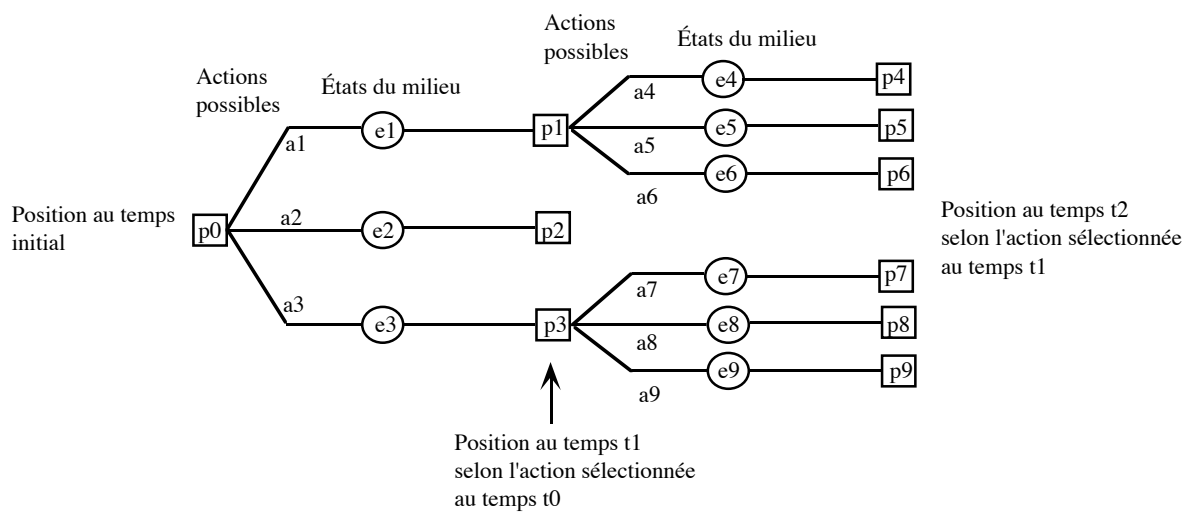 Actions
possibles
États du milieu
Actions
possibles
États du milieu
a4
e4
p4
a1
e1
p1
a5
e5
p5
a6
e6
p6
Position au temps
initial
p0
a2
e2
p2
Position au temps t2
selon l'action sélectionnée
au temps t1
a3
e3
p3
a7
e7
p7
a8
e8
p8
a9
e9
p9
Position au temps t1
selon l'action sélectionnée
au temps t0